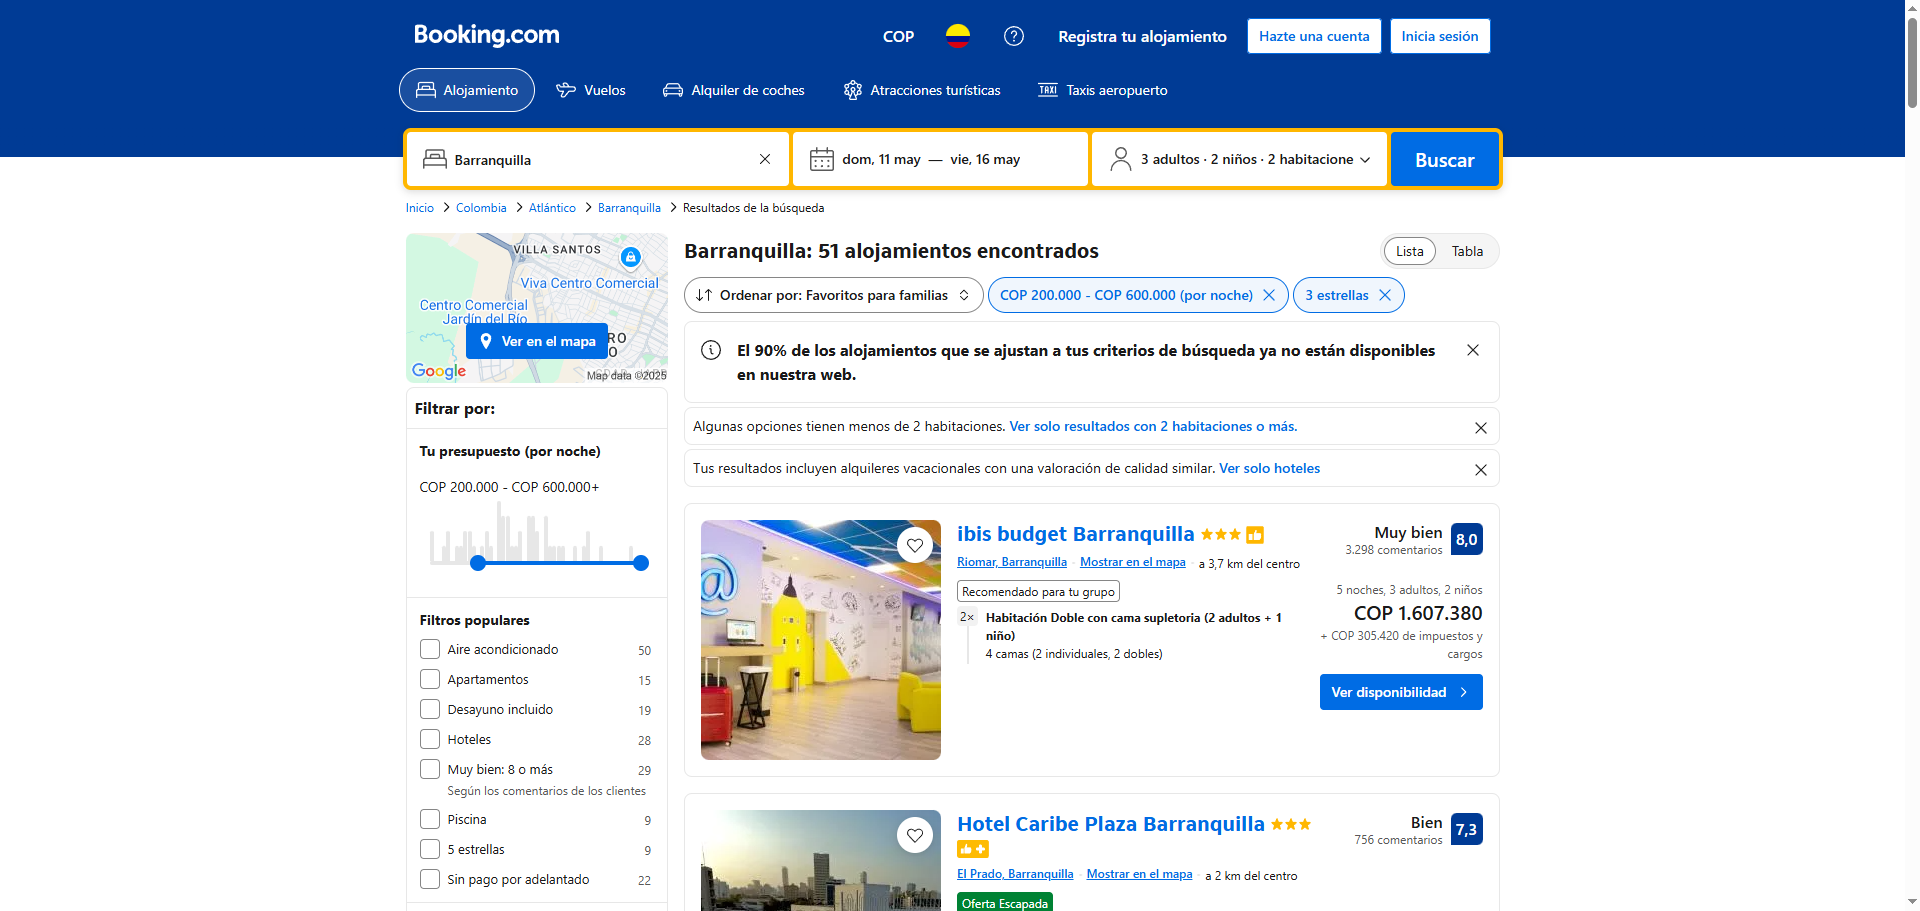 Booking.com
COP
Registra tu alojamiento
Hazte una cuenta
Inicia sesión
Alojamiento
Vuelos
Alquiler de coches
Atracciones turísticas
TAXI Taxis aeropuerto
Barranquilla
dom, 11 may — vie, 16 may
3 adultos · 2 niños · 2 habitacione
Buscar
Inicio > Colombia > Atlántico > Barranquilla > Resultados de la búsqueda
VILLA SANTOS
Viva Centro Comercial
Centro Comercial
Jardín del Río
Ver en el mapa
Google
Map data ©2025
Filtrar por:
Tu presupuesto (por noche)
COP 200.000 - COP 600.000+
Filtros populares
Aire acondicionado 50
Apartamentos 15
Desayuno incluido 19
Hoteles 28
Muy bien: 8 o más 29
Según los comentarios de los clientes
Piscina 9
5 estrellas 9
Sin pago por adelantado 22
Barranquilla: 51 alojamientos encontrados
Lista
Tabla
Ordenar por: Favoritos para familias
COP 200.000 - COP 600.000 (por noche)
3 estrellas
El 90% de los alojamientos que se ajustan a tus criterios de búsqueda ya no están disponibles
en nuestra web.
Algunas opciones tienen menos de 2 habitaciones. Ver solo resultados con 2 habitaciones o más.
Tus resultados incluyen alquileres vacacionales con una valoración de calidad similar. Ver solo hoteles
ibis budget Barranquilla
Riomar, Barranquilla · Mostrar en el mapa · a 3,7 km del centro
Recomendado para tu grupo
2× Habitación Doble con cama supletoria (2 adultos + 1
niño)
4 camas (2 individuales, 2 dobles)
Muy bien
3.298 comentarios
8,0
5 noches, 3 adultos, 2 niños
COP 1.607.380
+ COP 305.420 de impuestos y
cargos
Ver disponibilidad
Hotel Caribe Plaza Barranquilla
El Prado, Barranquilla · Mostrar en el mapa · a 2 km del centro
Oferta Escapada
Bien
756 comentarios
7,3